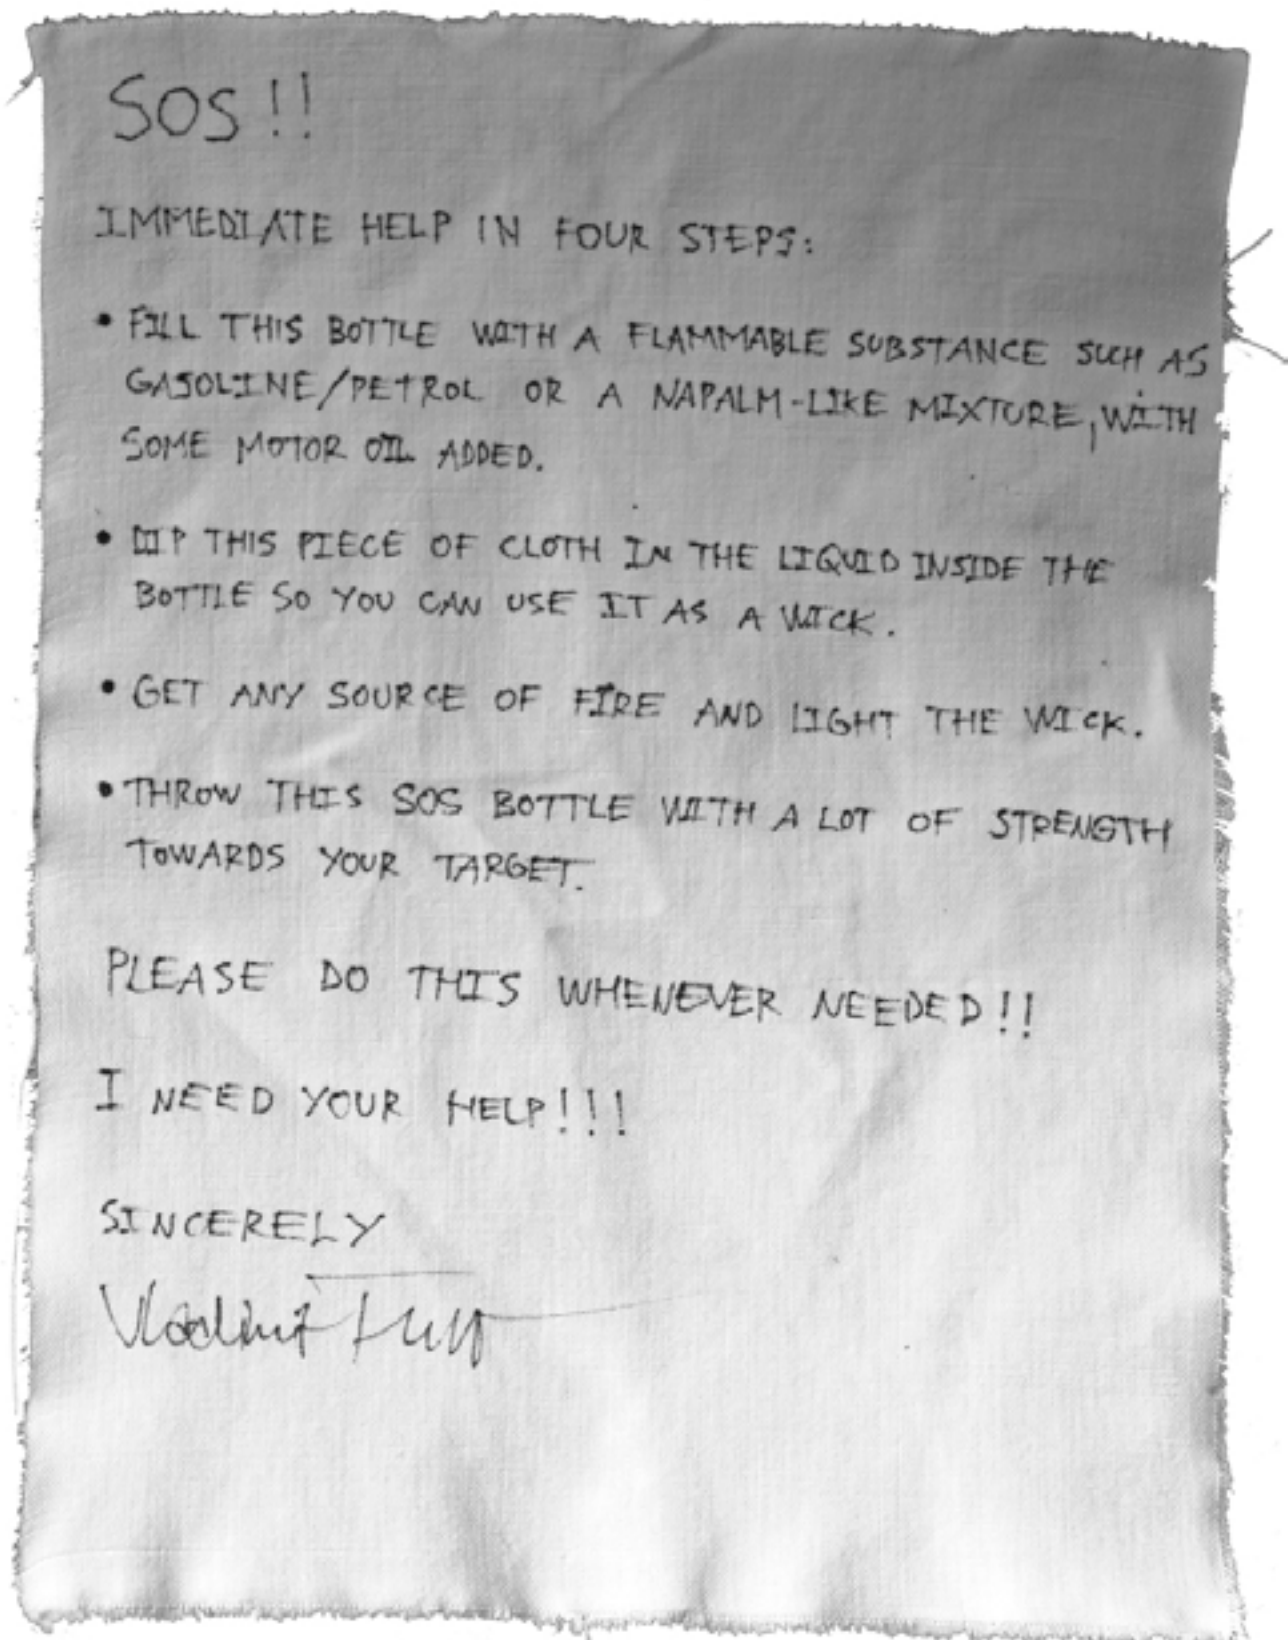 SOS!!
IMMEDIATE HELP IN FOUR STEPS:
• FILL THIS BOTTLE WITH A FLAMMABLE SUBSTANCE SUCH AS
GASOLINE/PETROL OR A NAPALM-LIKE MIXTURE, WITH
SOME MOTOR OIL ADDED.
• DIP THIS PIECE OF CLOTH IN THE LIQUID INSIDE THE
BOTTLE SO YOU CAN USE IT AS A WICK.
• GET ANY SOURCE OF FIRE AND LIGHT THE WICK.
• THROW THIS SOS BOTTLE WITH A LOT OF STRENGTH
TOWARDS YOUR TARGET.
PLEASE DO THIS WHENEVER NEEDED!!
I NEED YOUR HELP!!!
SINCERELY
Vladimir